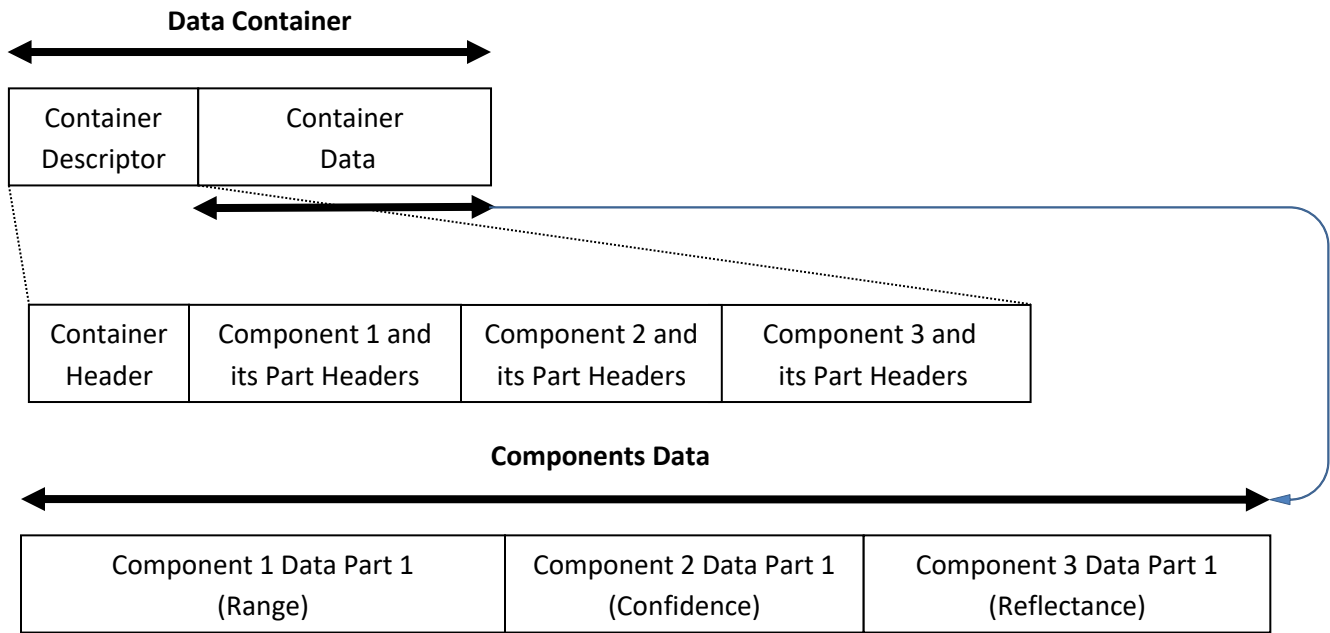 Data Container
Container
Descriptor
Container
Data
Container
Header
Component 1 and
its Part Headers
Component 2 and
its Part Headers
Component 3 and
its Part Headers
Components Data
Component 1 Data Part 1
(Range)
Component 2 Data Part 1
(Confidence)
Component 3 Data Part 1
(Reflectance)